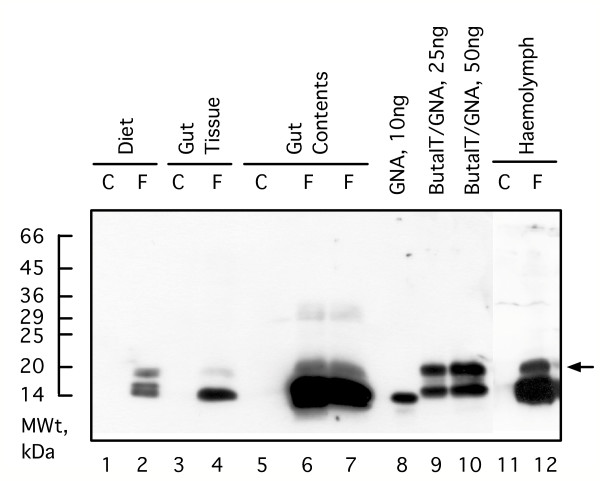 Diet
Gut
Tissue
Gut
Contents
GNA, 10ng
ButaIT/GNA, 25ng
ButaIT/GNA, 50ng
Haemolymph
C F C F C F F C F
66
45
36
29
25
20
14
MWt,
kDa
1 2 3 4 5 6 7 8 9 10 11 12